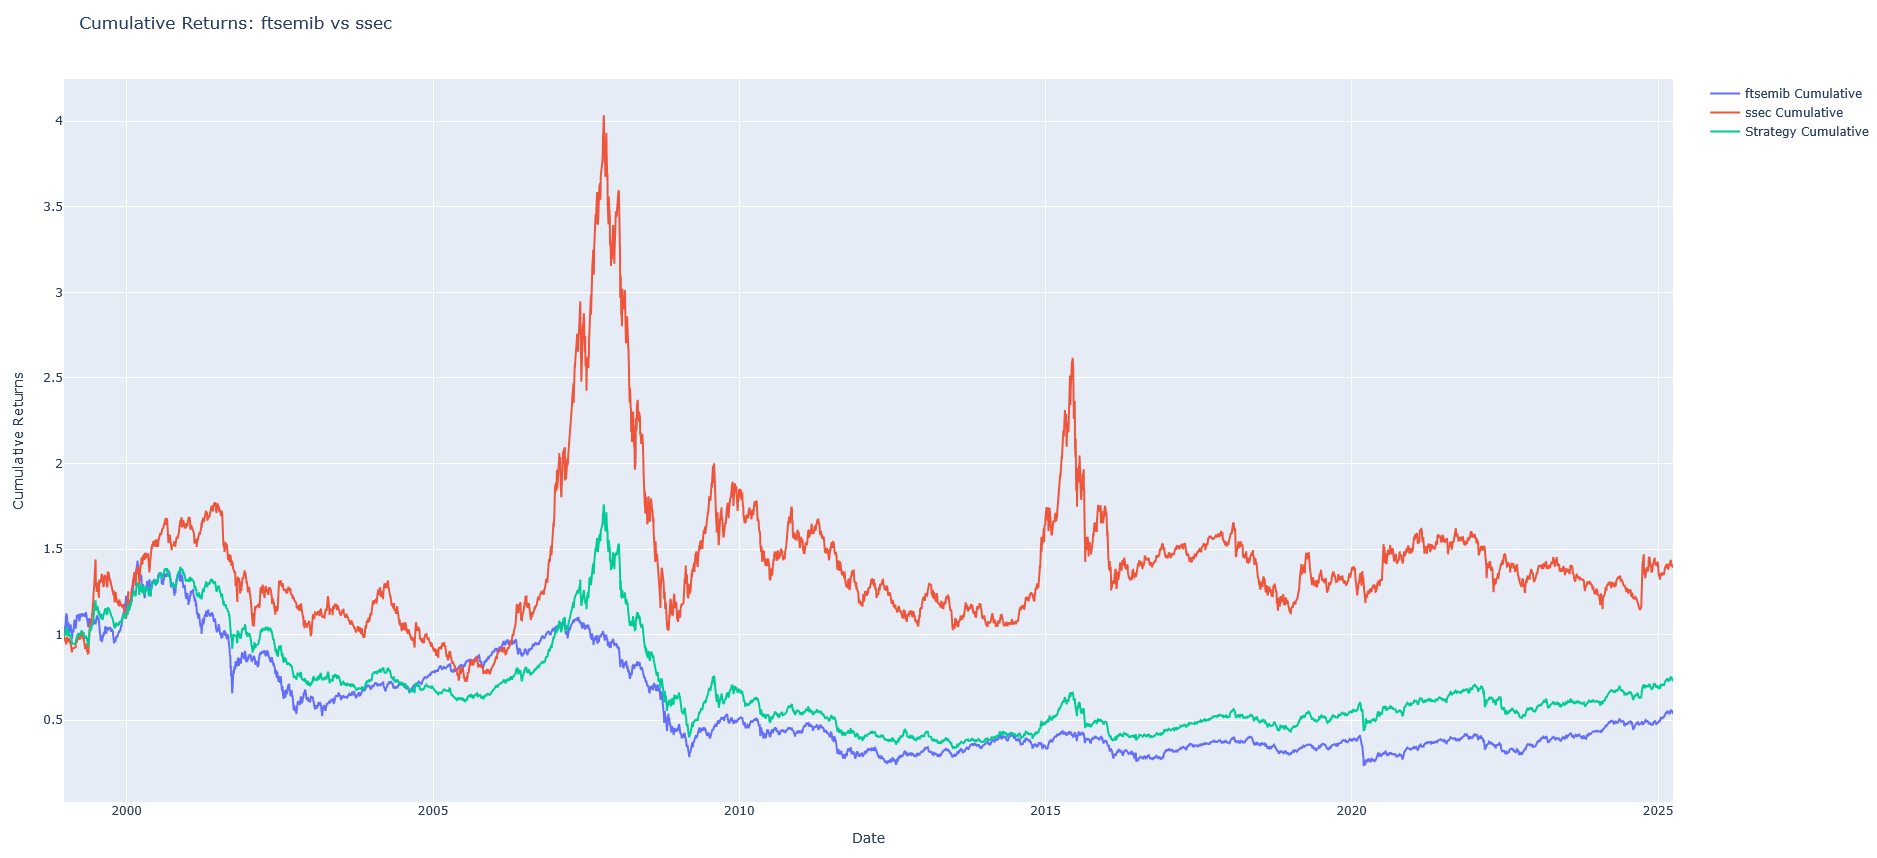 Cumulative Returns: ftsemib vs ssec
ftsemib Cumulative
ssec Cumulative
Strategy Cumulative
Cumulative Returns
4
3.5
3
2.5
2
1.5
1
0.5
2000
2005
2010
2015
2020
2025
Date